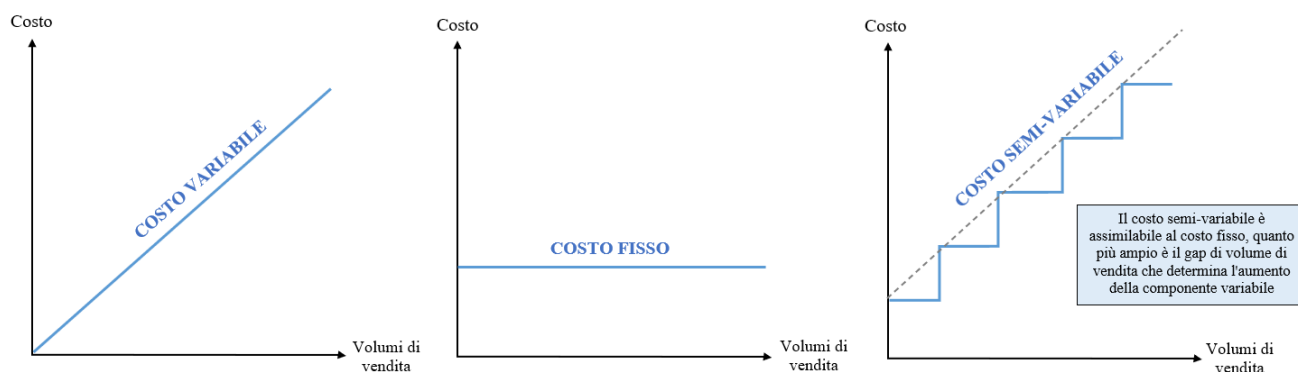 Costo
COSTO VARIABILE
Volumi di
vendita
Costo
COSTO FISSO
Volumi di
vendita
Costo
COSTO SEMI-VARIABILE
Il costo semi-variabile è
assimilabile al costo fisso, quanto
più ampio è il gap di volume di
vendita che determina l'aumento
della componente variabile
Volumi di
vendita